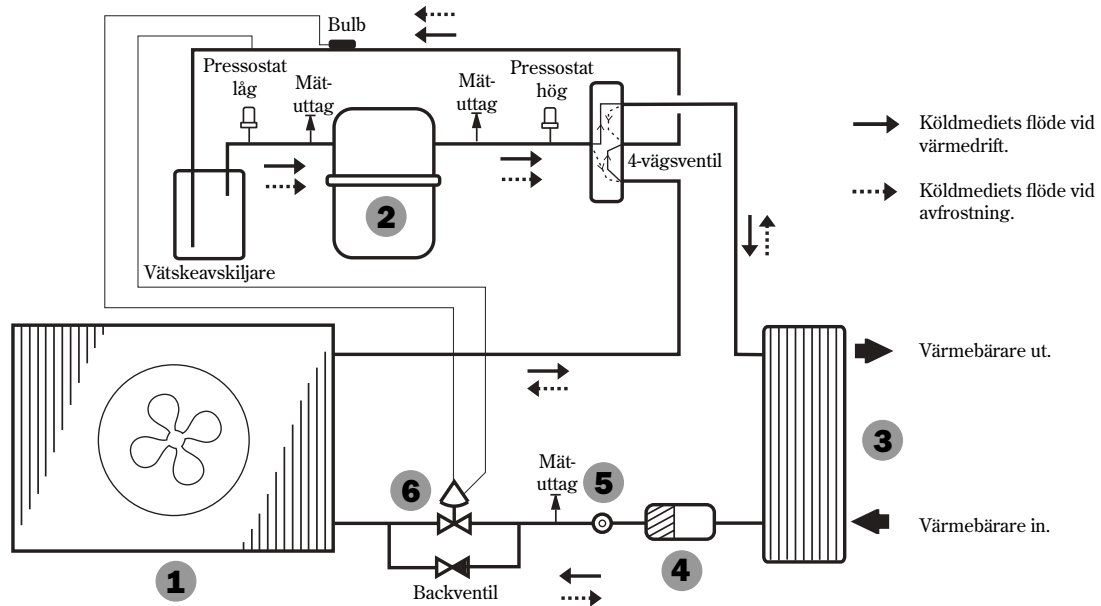 Bulb
Pressostat
låg
Mät-
uttag
Mät-
uttag
Pressostat
hög
4-vägsventil
Köldmediets flöde vid
värmedrift.
Köldmediets flöde vid
avfrostning.
2
Vätskeavskiljare
Värmebärare ut.
3
Mät-
uttag
5
6
Värmebärare in.
4
1
Backventil